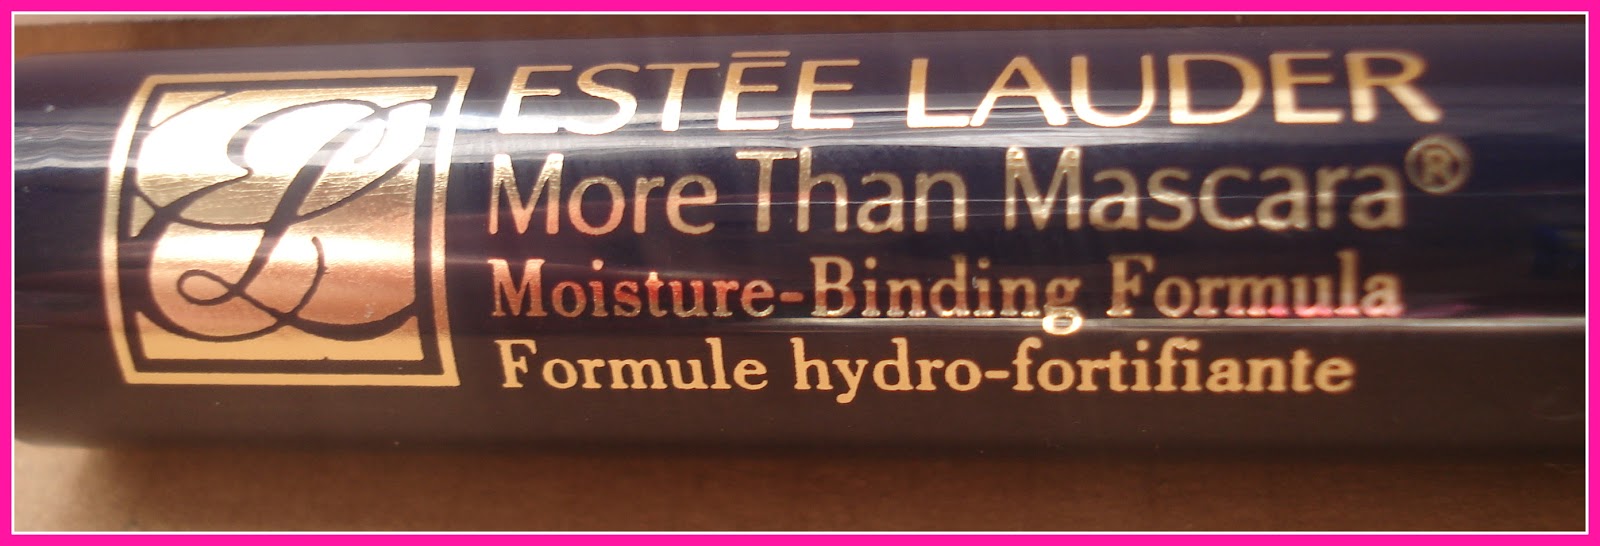 ESTĒE LAUDER
More Than Mascara®
Moisture-Binding Formula
Formule hydro-fortifiante